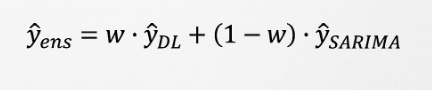 ŷ_ens = w · ŷ_DL + (1 − w) · ŷ_SARIMA